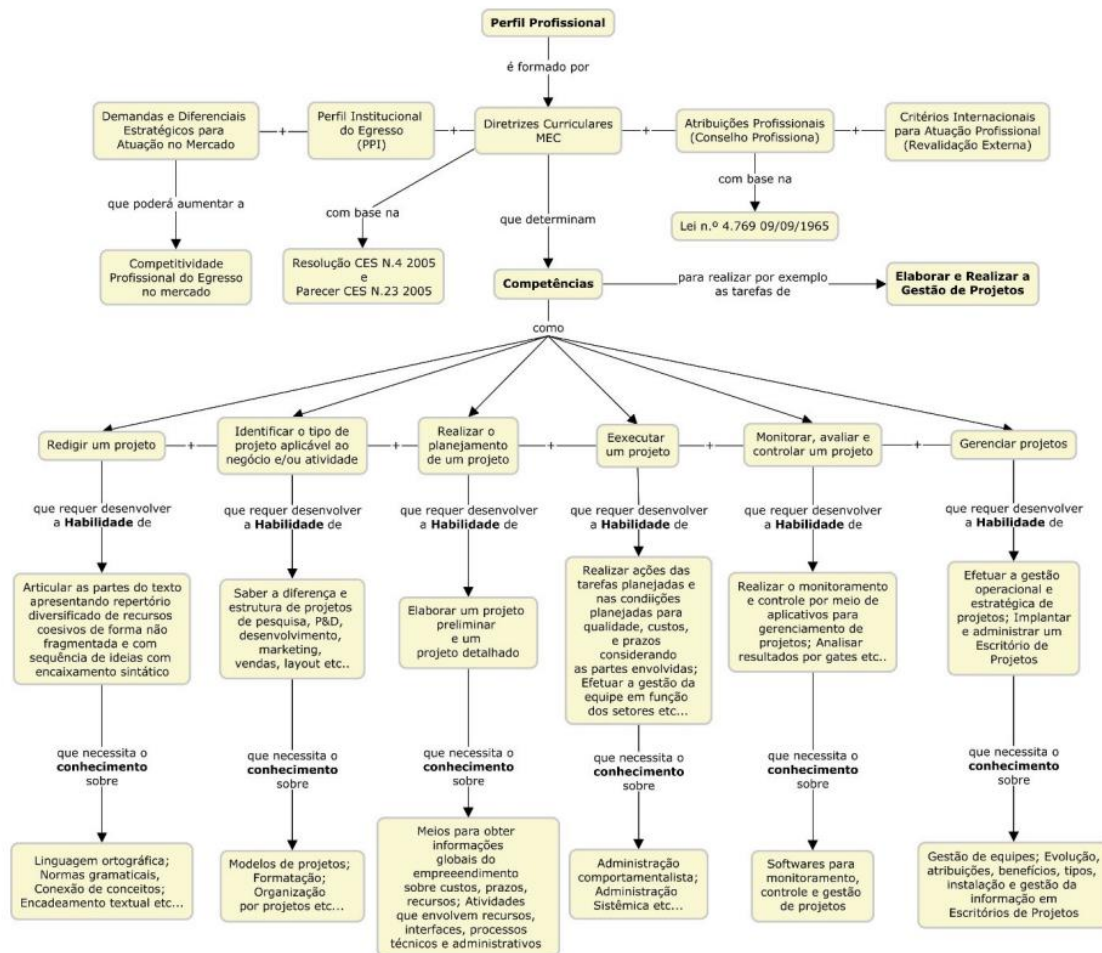 Perfil Profissional
é formado por
Demandas e Diferenciais
Estratégicos para
Atuação no Mercado
+
Perfil Institucional
do Egresso
(PPI)
+
Diretrizes Curriculares
MEC
+
Atribuições Profissionais
(Conselho Profissiona)
+
Critérios Internacionais
para Atuação Profissional
(Revalidação Externa)
que poderá aumentar a
com base na
que determinam
com base na
Lei n.º 4.769 09/09/1965
Competitividade
Profissional do Egresso
no mercado
Resolução CES N.4 2005
e
Parecer CES N.23 2005
Competências
para realizar por exemplo
as tarefas de
Elaborar e Realizar a
Gestão de Projetos
como
Redigir um projeto
+
Identificar o tipo de
projeto aplicável ao
negócio e/ou atividade
+
Realizar o
planejamento
de um projeto
+
Eexecutar
um projeto
+
Monitorar, avaliar e
controlar um projeto
+
Gerenciar projetos
que requer desenvolver
a Habilidade de
que requer desenvolver
a Habilidade de
que requer desenvolver
a Habilidade de
que requer desenvolver
a Habilidade de
que requer desenvolver
a Habilidade de
que requer desenvolver
a Habilidade de
Articular as partes do texto
apresentando repertório
diversificado de recursos
coesivos de forma não
fragmentada e com
sequência de ideias com
encaixamento sintático
Saber a diferença e
estrutura de projetos
de pesquisa, P&D,
desenvolvimento,
marketing,
vendas, layout etc..
Elaborar um projeto
preliminar
e um
projeto detalhado
Realizar ações das
tarefas planejadas e
nas condiições
planejadas para
qualidade, custos,
e prazos
considerando
as partes envolvidas;
Efetuar a gestão da
equipe em função
dos setores etc...
Realizar o monitoramento
e controle por meio de
aplicativos para
gerenciamento de
projetos; Analisar
resultados por gates etc..
Efetuar a gestão
operacional e
estratégica de
projetos; Implantar
e administrar um
Escritório de
Projetos
que necessita o
conhecimento
sobre
que necessita o
conhecimento
sobre
que necessita o
conhecimento
sobre
que necessita o
conhecimento
sobre
que necessita o
conhecimento
sobre
que necessita o
conhecimento
sobre
Linguagem ortográfica;
Normas gramaticais,
Conexão de conceitos;
Encadeamento textual etc...
Modelos de projetos;
Formatação;
Organização
por projetos etc...
Meios para obter
informações
globais do
empreeendimento
sobre custos, prazos,
recursos; Atividades
que envolvem recursos,
interfaces, processos
técnicos e administrativos
Administração
comportamentalista;
Administração
Sistêmica etc...
Softwares para
monitoramento,
controle e gestão
de projetos
Gestão de equipes; Evolução,
atribuições, benefícios, tipos,
instalação e gestão da
informação em
Escritórios de Projetos